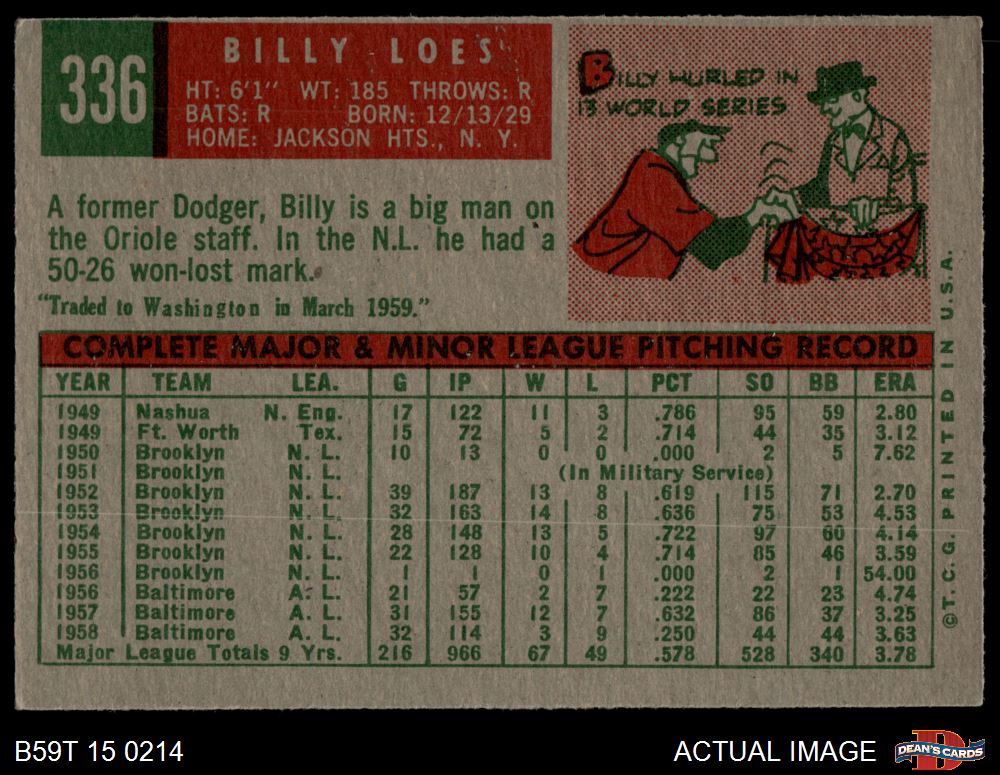 336
BILLY LOES
HT: 6'1" WT: 185 THROWS: R
BATS: R BORN: 12/13/29
HOME: JACKSON HTS., N. Y.
BILLY HURLED IN
13 WORLD SERIES
A former Dodger, Billy is a big man on
the Oriole staff. In the N.L. he had a
50-26 won-lost mark.
"Traded to Washington in March 1959."
COMPLETE MAJOR & MINOR LEAGUE PITCHING RECORD
YEAR TEAM LEA. G IP W L PCT SO BB ERA
1949 Nashua N. Eng. 17 122 11 3 .786 95 59 2.80
1949 Ft. Worth Tex. 15 72 5 2 .714 44 35 3.12
1950 Brooklyn N. L. 10 13 0 0 .000 2 5 7.62
1951 Brooklyn N. L. (In Military Service)
1952 Brooklyn N. L. 39 187 13 8 .619 115 71 2.70
1953 Brooklyn N. L. 32 163 14 8 .636 75 53 4.53
1954 Brooklyn N. L. 28 148 13 5 .722 97 60 4.14
1955 Brooklyn N. L. 22 128 10 4 .714 85 46 3.59
1956 Brooklyn N. L. 1 1 0 1 .000 2 1 54.00
1956 Baltimore A. L. 21 57 2 7 .222 22 23 4.74
1957 Baltimore A. L. 31 155 12 7 .632 86 37 3.25
1958 Baltimore A. L. 32 114 3 9 .250 44 44 3.63
Major League Totals 9 Yrs. 216 966 67 49 .578 528 340 3.78
© T. C. G. PRINTED IN U.S.A.
B59T 15 0214
ACTUAL IMAGE
DEAN'S CARDS